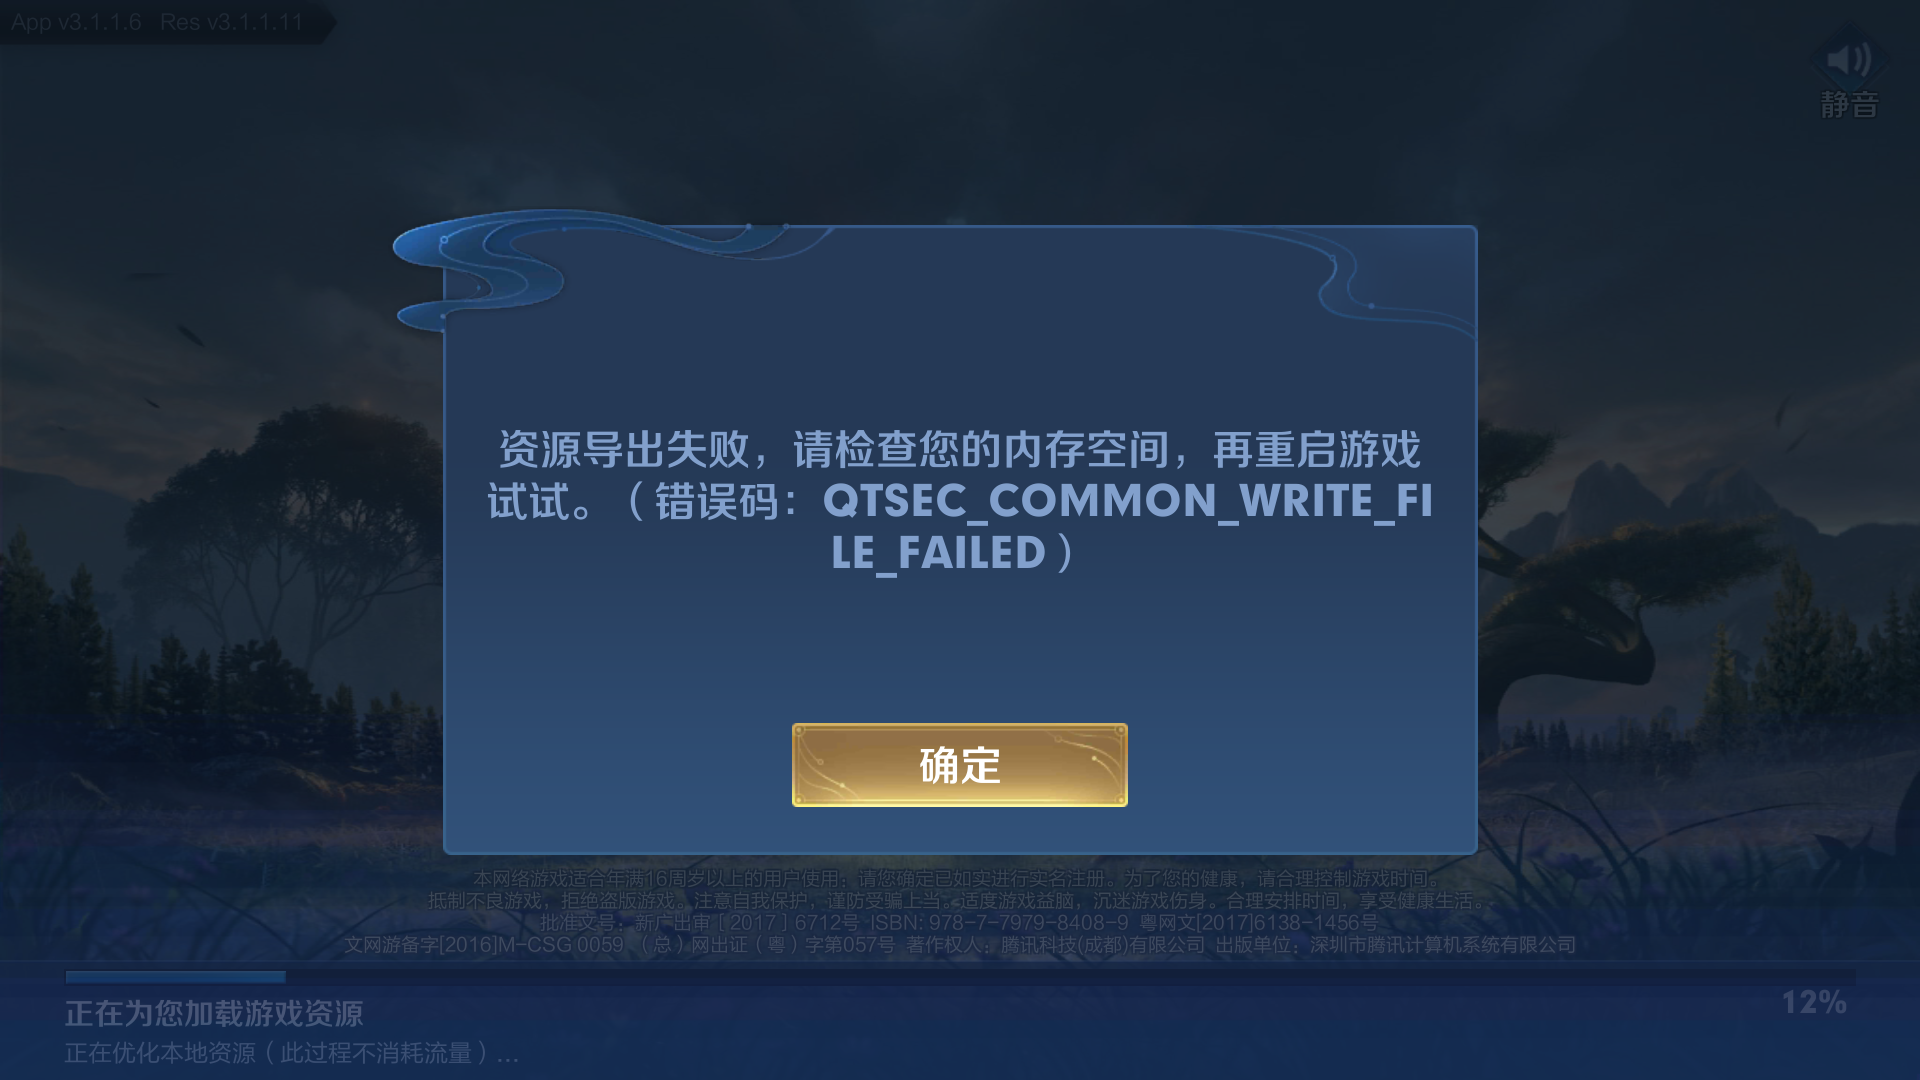 App v3.1.1.6 Res v3.1.1.11
静音
资源导出失败，请检查您的内存空间，再重启游戏
试试。（错误码：QTSEC_COMMON_WRITE_FI
LE_FAILED）
确定
本网络游戏适合年满16周岁以上的用户使用；请您确定已如实进行实名注册。为了您的健康，请合理控制游戏时间。
抵制不良游戏，拒绝盗版游戏。注意自我保护，谨防受骗上当。适度游戏益脑，沉迷游戏伤身。合理安排时间，享受健康生活。
批准文号：新广出审［2017］6712号 ISBN: 978-7-7979-8408-9 粤网文[2017]6138-1456号
文网游备字[2016]M-CSG 0059 （总）网出证（粤）字第057号 著作权人：腾讯科技(成都)有限公司 出版单位：深圳市腾讯计算机系统有限公司
正在为您加载游戏资源
12%
正在优化本地资源（此过程不消耗流量）...